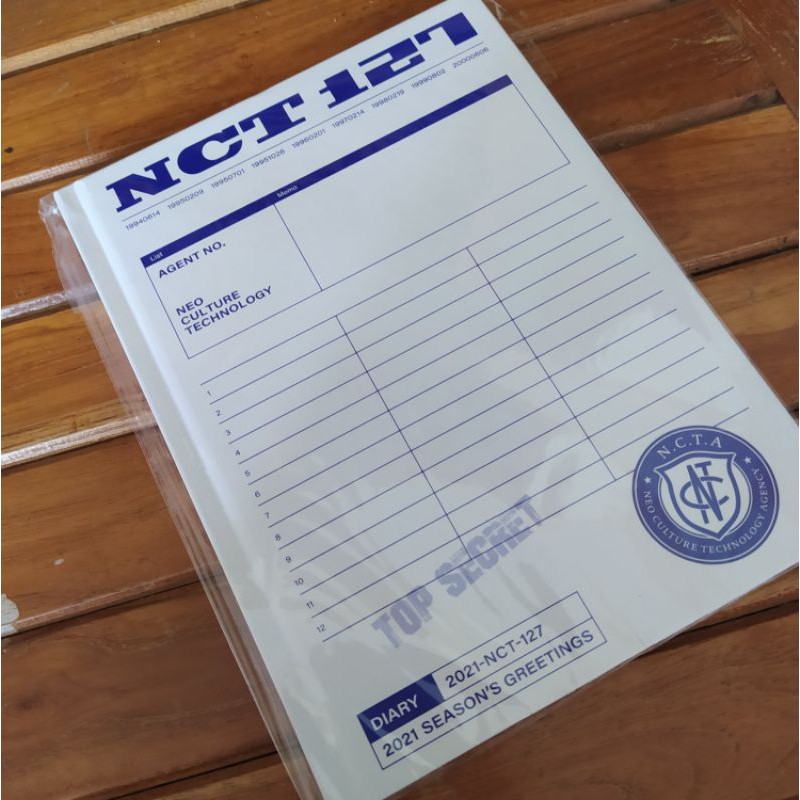 NCT 127
19940614 19950209 19950701 19951026 19960201 19970214 19980219 19990802 20000606
List Memo
AGENT NO.
NEO
CULTURE
TECHNOLOGY
1
2
3
4
5
6
7
8
9
10
11
12
TOP SECRET
N.C.T.A
NCT
NEO CULTURE TECHNOLOGY AGENCY
DIARY 2021-NCT-127
2021 SEASON'S GREETINGS